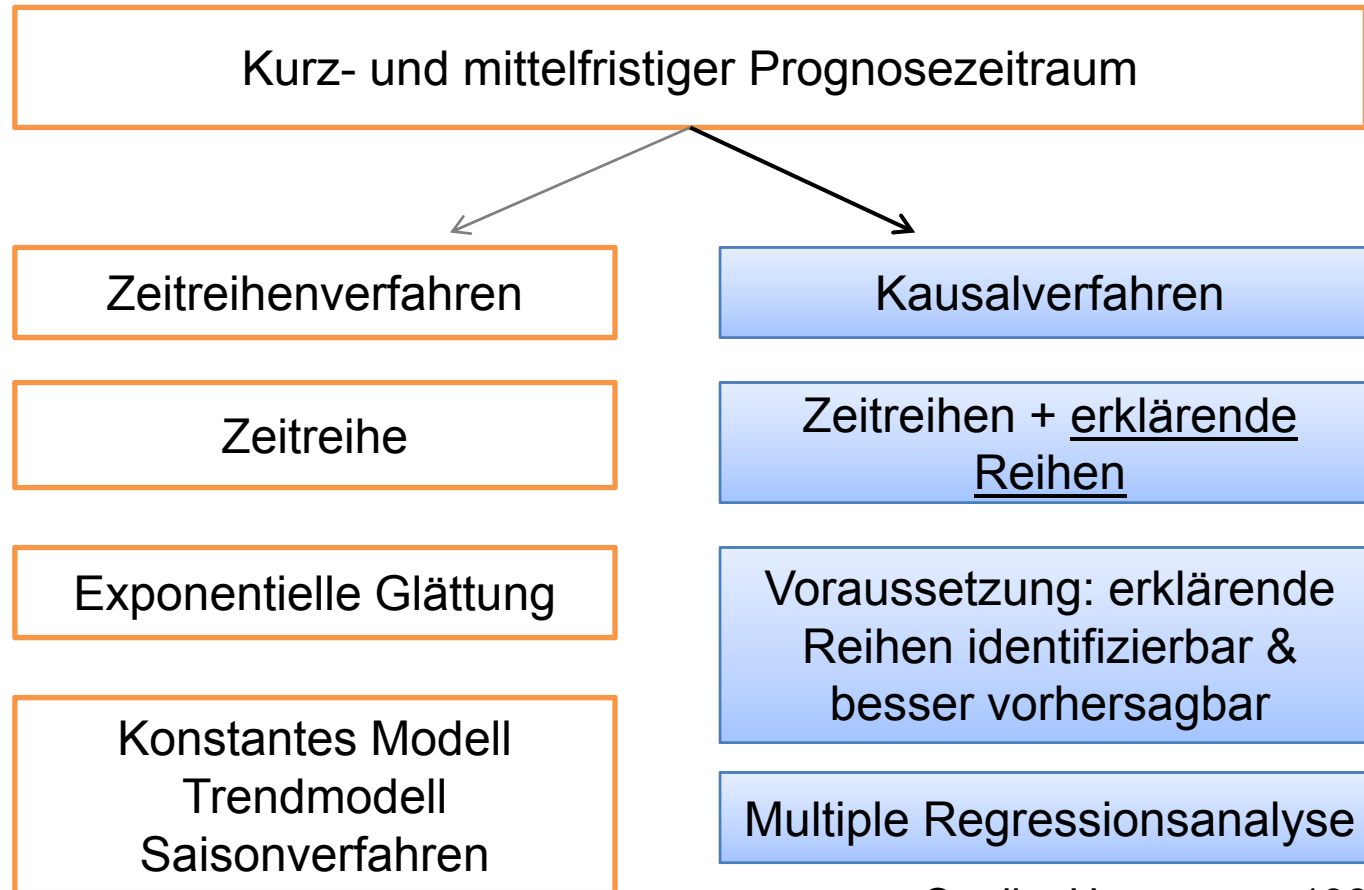 Kurz- und mittelfristiger Prognosezeitraum
Zeitreihenverfahren
Zeitreihe
Exponentielle Glättung
Konstantes Modell
Trendmodell
Saisonverfahren
Kausalverfahren
Zeitreihen + erklärende
Reihen
Voraussetzung: erklärende
Reihen identifizierbar &
besser vorhersagbar
Multiple Regressionsanalyse